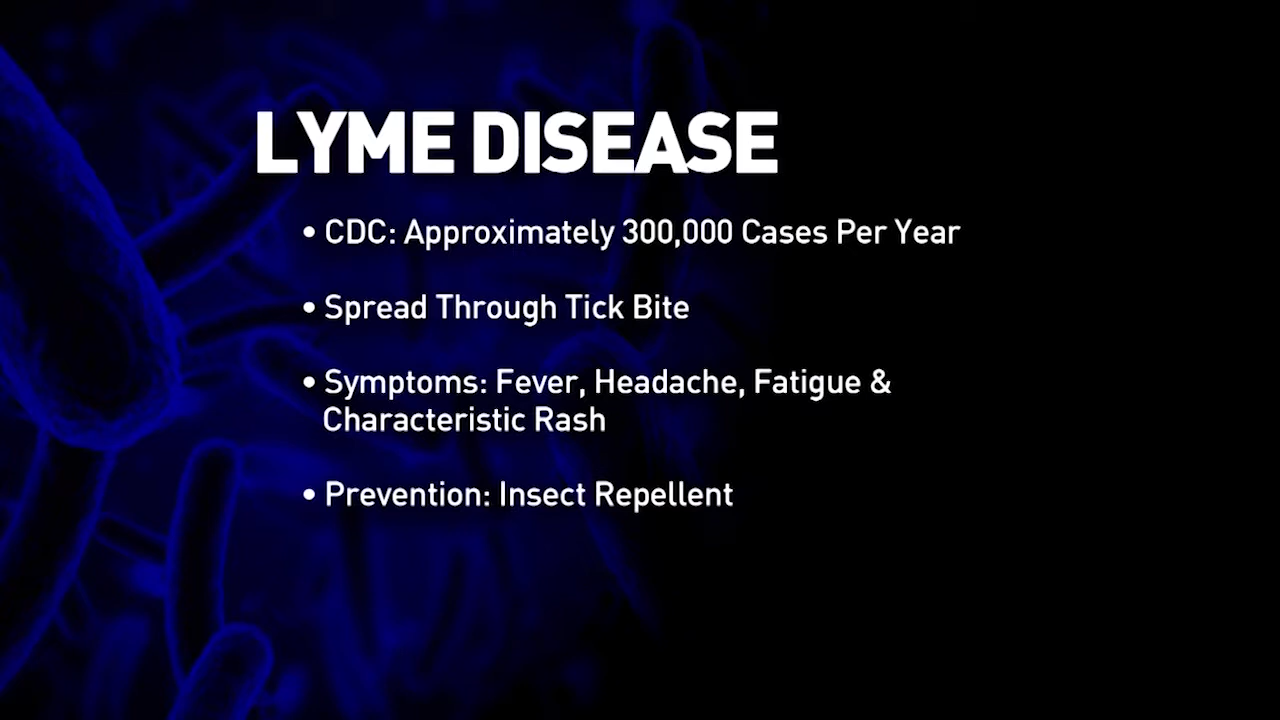 LYME DISEASE
• CDC: Approximately 300,000 Cases Per Year
• Spread Through Tick Bite
• Symptoms: Fever, Headache, Fatigue &
Characteristic Rash
• Prevention: Insect Repellent